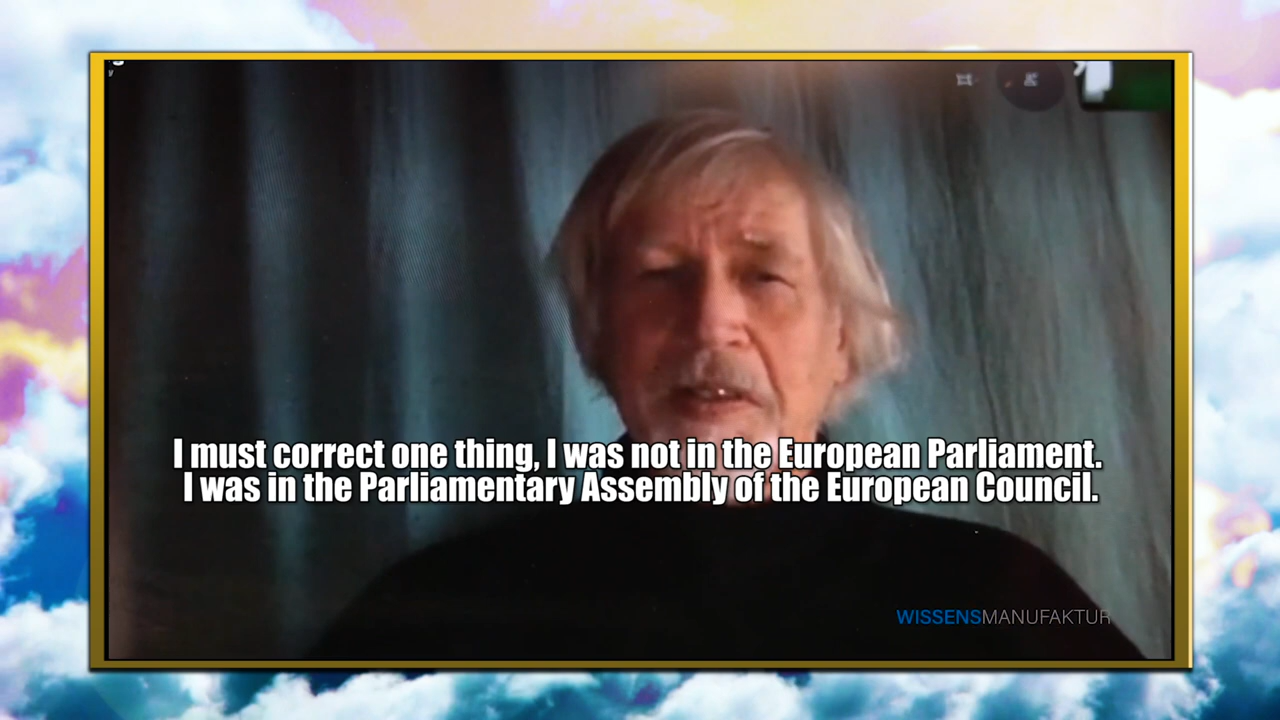 I must correct one thing, I was not in the European Parliament.
I was in the Parliamentary Assembly of the European Council.
WISSENSMANUFAKTUR